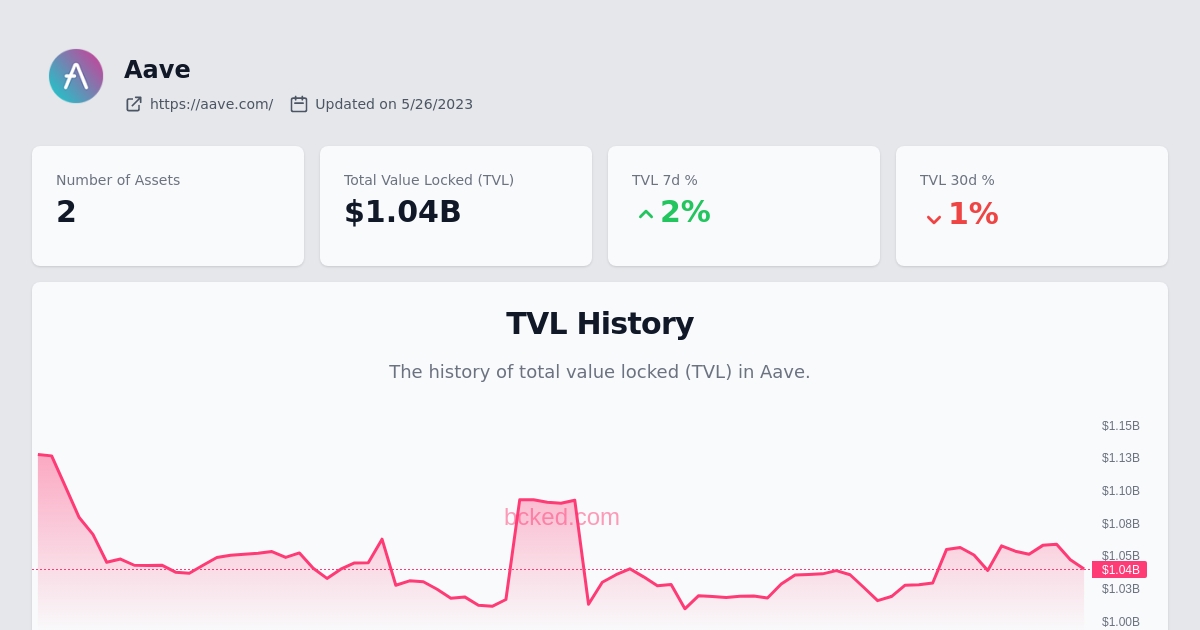 Aave
https://aave.com/ Updated on 5/26/2023
Number of Assets
2
Total Value Locked (TVL)
$1.04B
TVL 7d %
2%
TVL 30d %
1%
TVL History
The history of total value locked (TVL) in Aave.
$1.15B
$1.13B
$1.10B
$1.08B
bcked.com
$1.05B
$1.04B
$1.03B
$1.00B